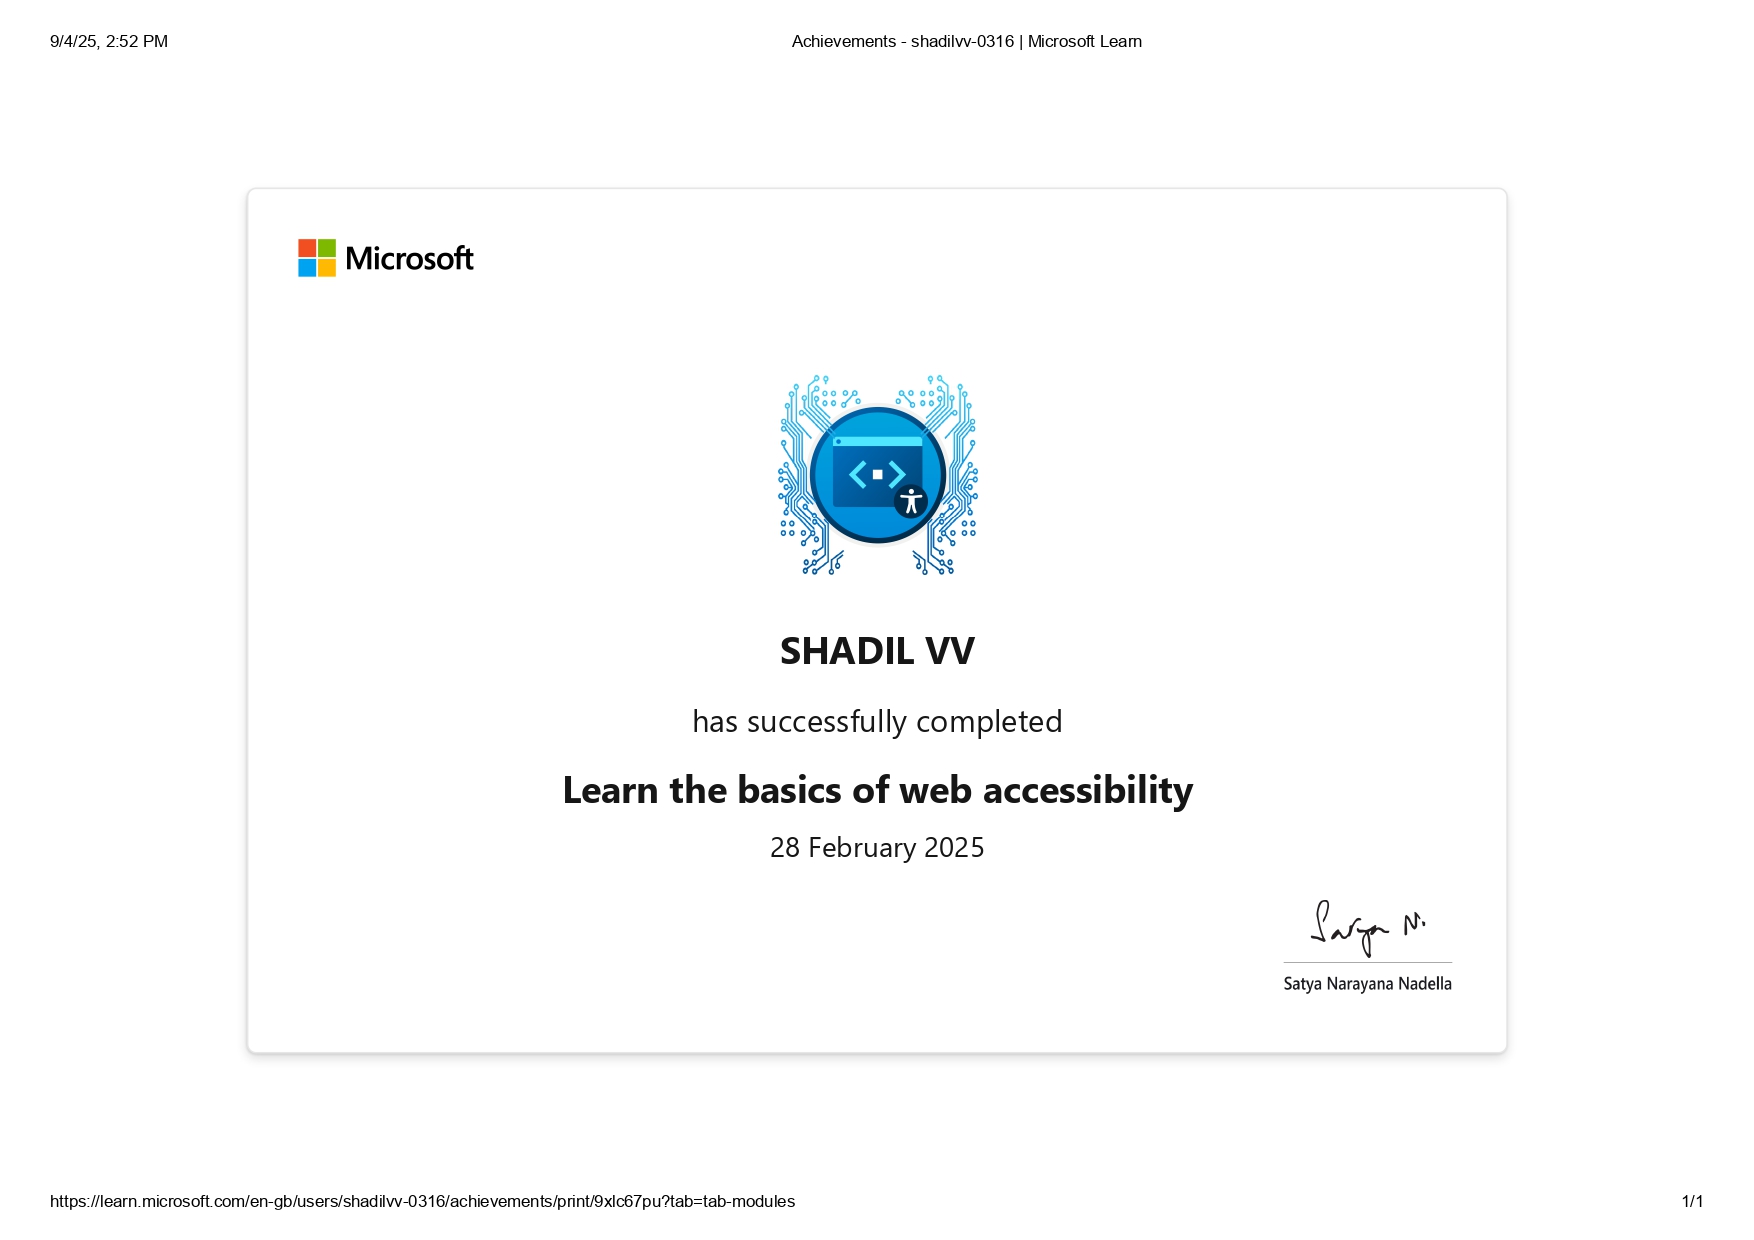 9/4/25, 2:52 PM
Achievements - shadilvv-0316 | Microsoft Learn
Microsoft
SHADIL VV
has successfully completed
Learn the basics of web accessibility
28 February 2025
Satya N.
Satya Narayana Nadella
https://learn.microsoft.com/en-gb/users/shadilvv-0316/achievements/print/9xlc67pu?tab=tab-modules
1/1